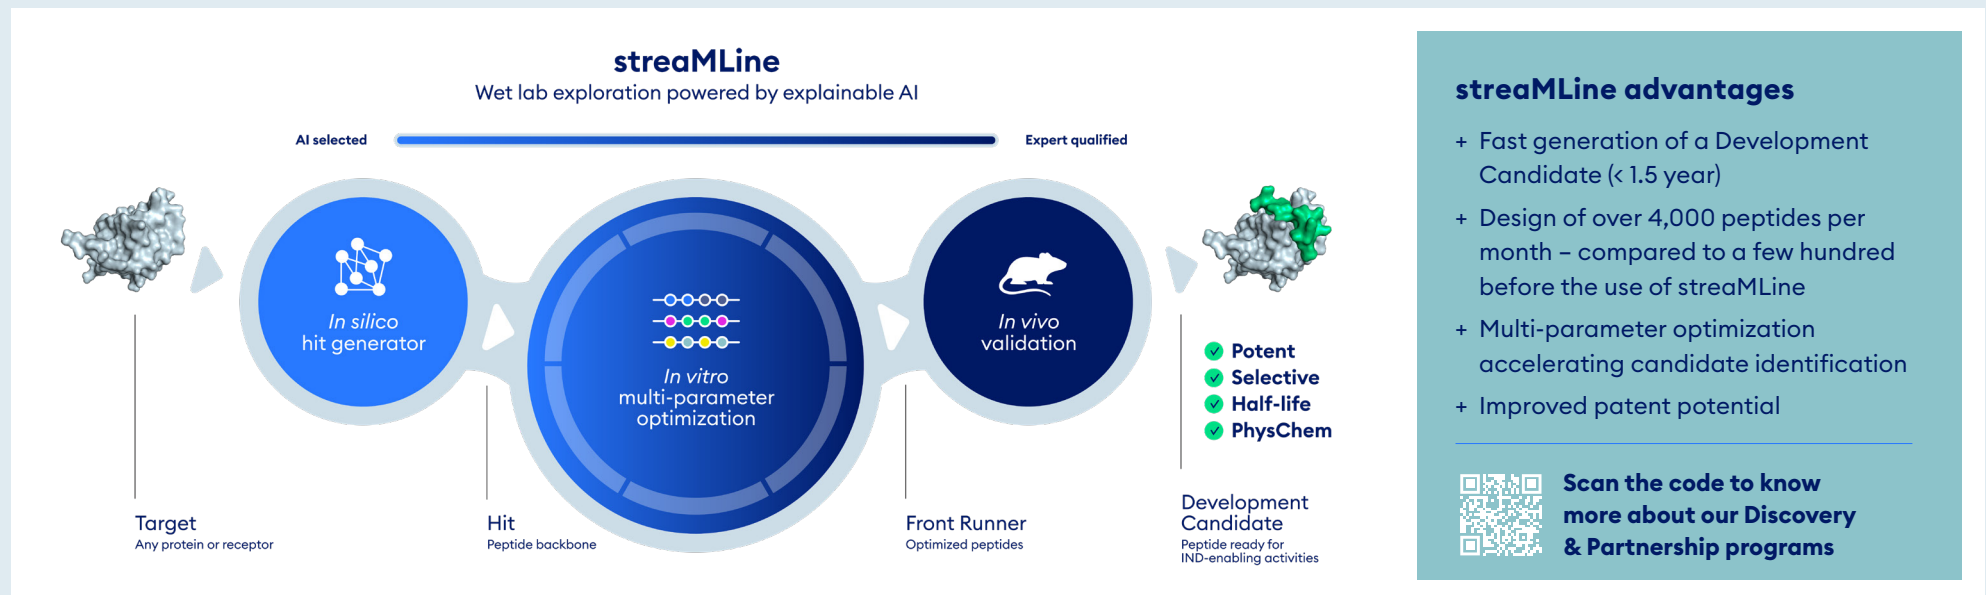 streaMLine
Wet lab exploration powered by explainable AI
AI selected
Expert qualified
In silico
hit generator
In vitro
multi-parameter
optimization
In vivo
validation
Potent
Selective
Half-life
PhysChem
Target
Any protein or receptor
Hit
Peptide backbone
Front Runner
Optimized peptides
Development
Candidate
Peptide ready for
IND-enabling activities
streaMLine advantages
+ Fast generation of a Development
Candidate (< 1.5 year)
+ Design of over 4,000 peptides per
month – compared to a few hundred
before the use of streaMLine
+ Multi-parameter optimization
accelerating candidate identification
+ Improved patent potential
Scan the code to know
more about our Discovery
& Partnership programs